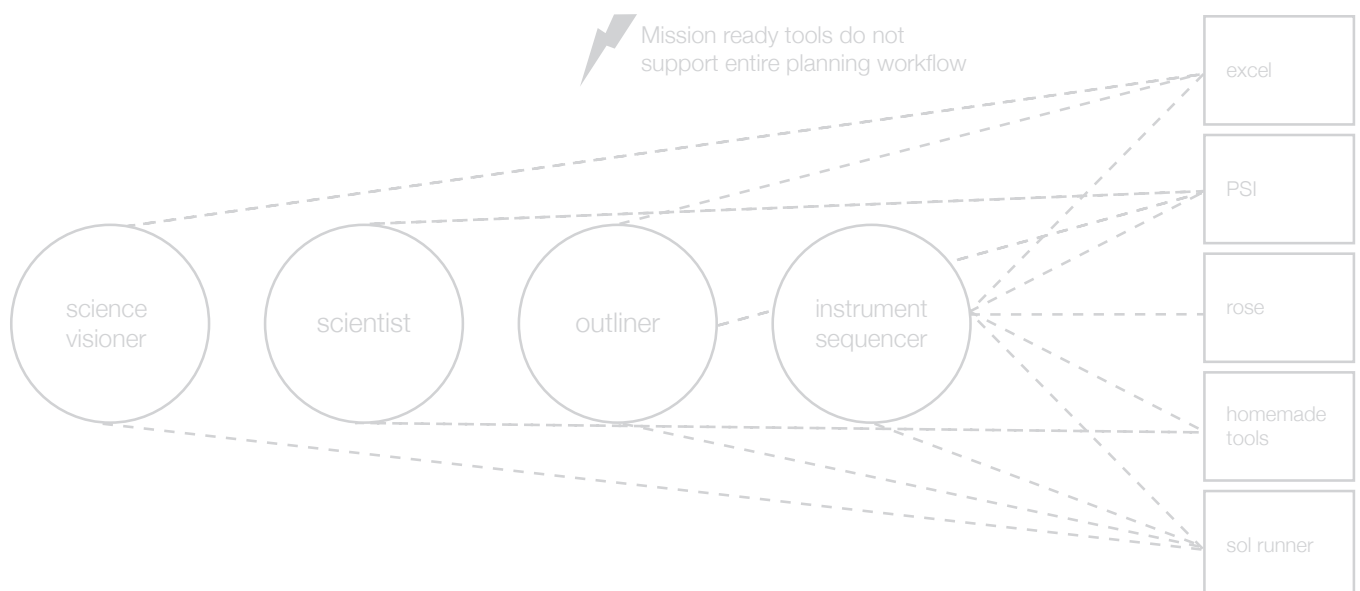 Mission ready tools do not
support entire planning workflow
excel
PSI
science
visioner
scientist
outliner
instrument
sequencer
rose
homemade
tools
sol runner